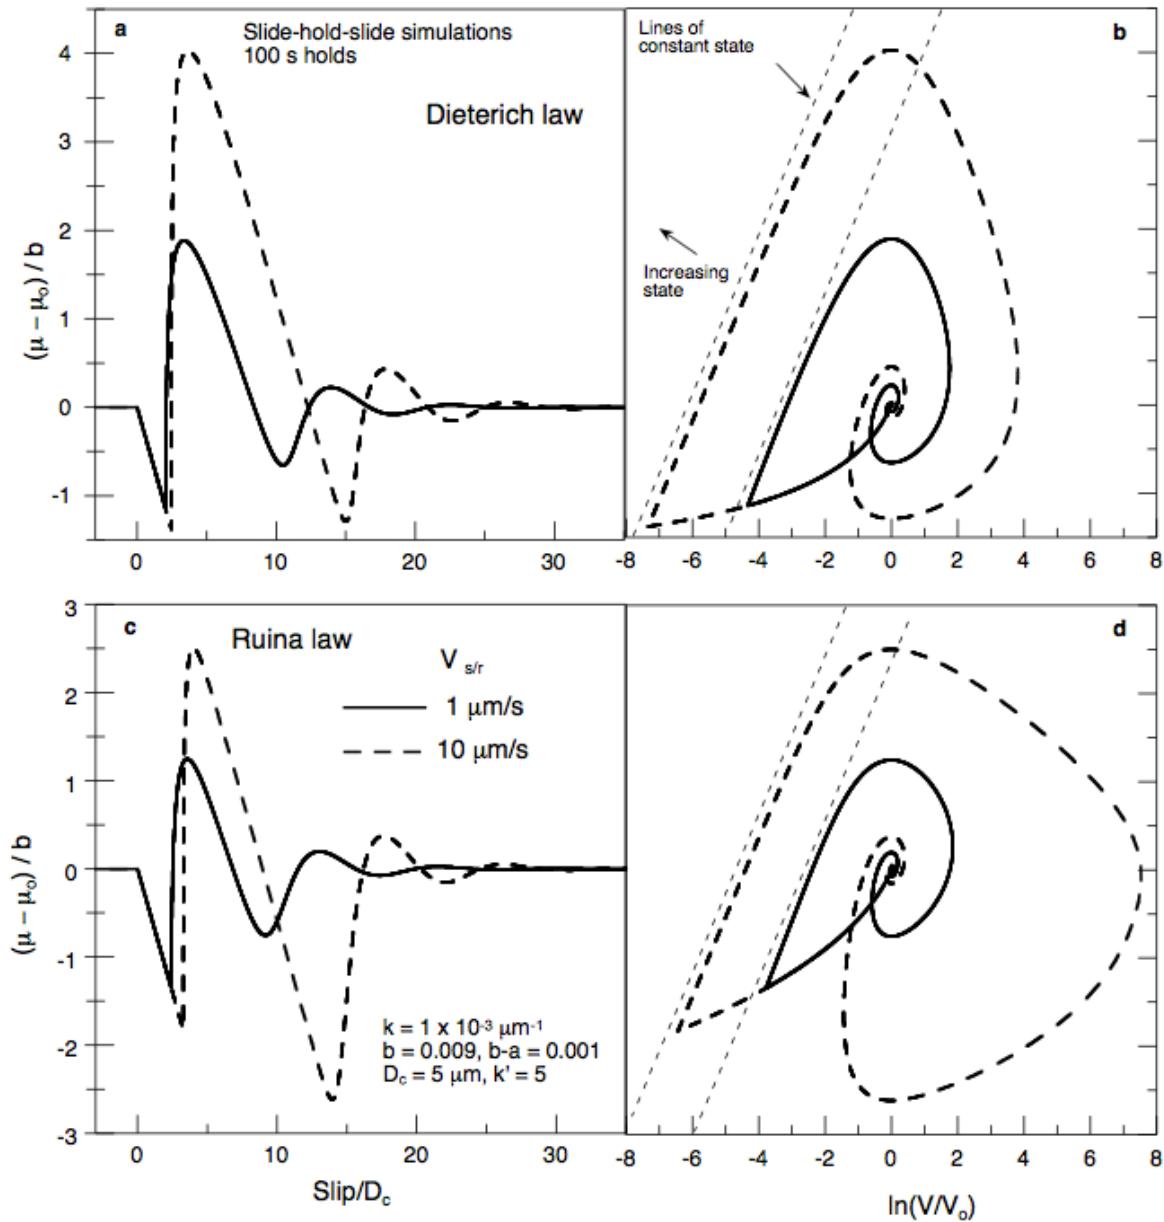 a
Slide-hold-slide simulations
100 s holds
Dieterich law
(μ − μₒ) / b
4
3
2
1
0
-1
0
10
20
30
b
Lines of
constant state
Increasing
state
-8
-6
-4
-2
0
2
4
6
8
c
Ruina law
V s/r
1 μm/s
10 μm/s
k = 1 x 10⁻³ μm⁻¹
b = 0.009, b-a = 0.001
D꜀ = 5 μm, k' = 5
(μ − μₒ) / b
3
2
1
0
-1
-2
-3
0
10
20
30
Slip/D꜀
d
-8
-6
-4
-2
0
2
4
6
8
ln(V/Vₒ)